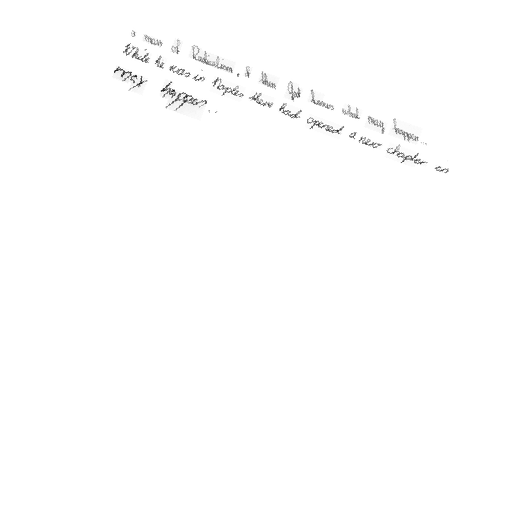 a man of Radicalism, & then God knows what may happen...
While he was in Naples there had opened a new chapter in
may happen...